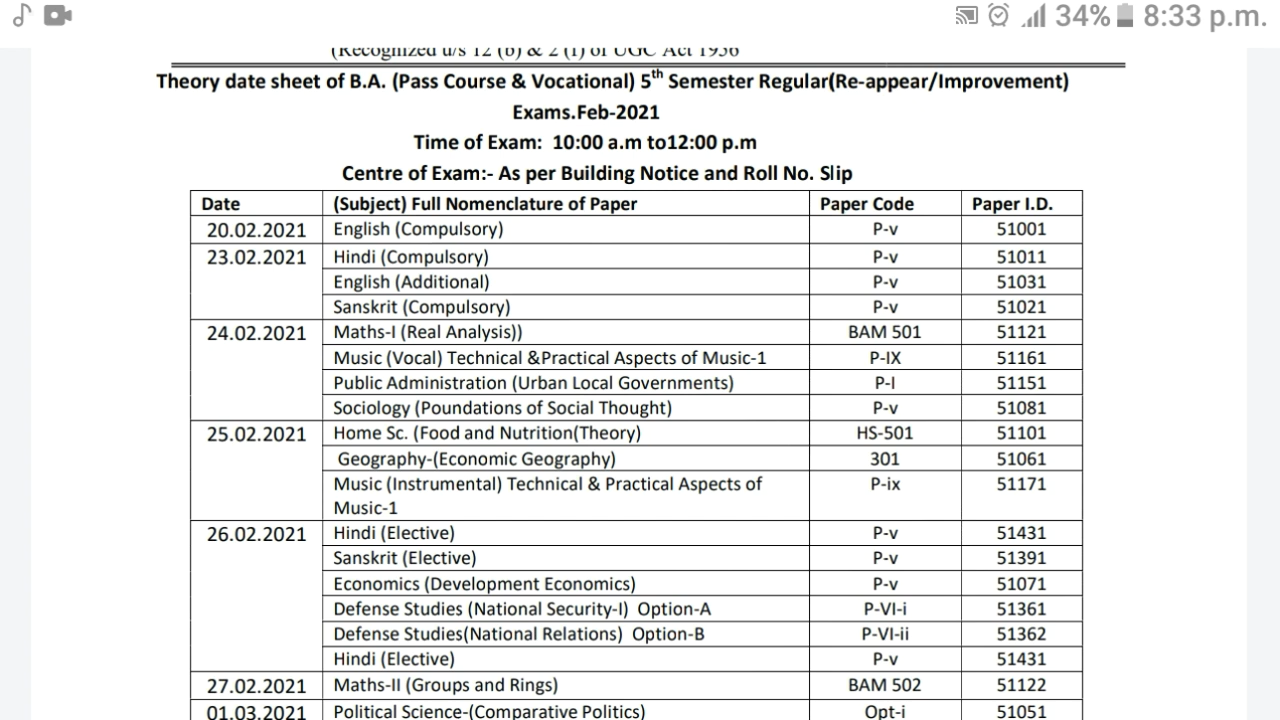 34% 8:33 p.m.
(Recognized u/s 12 (b) & 2 (f) of UGC Act 1956
Theory date sheet of B.A. (Pass Course & Vocational) 5th Semester Regular(Re-appear/Improvement)
Exams.Feb-2021
Time of Exam: 10:00 a.m to12:00 p.m
Centre of Exam:- As per Building Notice and Roll No. Slip
Date (Subject) Full Nomenclature of Paper Paper Code Paper I.D.
20.02.2021 English (Compulsory) P-v 51001
23.02.2021 Hindi (Compulsory) P-v 51011
English (Additional) P-v 51031
Sanskrit (Compulsory) P-v 51021
24.02.2021 Maths-I (Real Analysis)) BAM 501 51121
Music (Vocal) Technical &Practical Aspects of Music-1 P-IX 51161
Public Administration (Urban Local Governments) P-I 51151
Sociology (Poundations of Social Thought) P-v 51081
25.02.2021 Home Sc. (Food and Nutrition(Theory) HS-501 51101
Geography-(Economic Geography) 301 51061
Music (Instrumental) Technical & Practical Aspects of P-ix 51171
Music-1
26.02.2021 Hindi (Elective) P-v 51431
Sanskrit (Elective) P-v 51391
Economics (Development Economics) P-v 51071
Defense Studies (National Security-I) Option-A P-VI-i 51361
Defense Studies(National Relations) Option-B P-VI-ii 51362
Hindi (Elective) P-v 51431
27.02.2021 Maths-II (Groups and Rings) BAM 502 51122
01.03.2021 Political Science-(Comparative Politics) Opt-i 51051